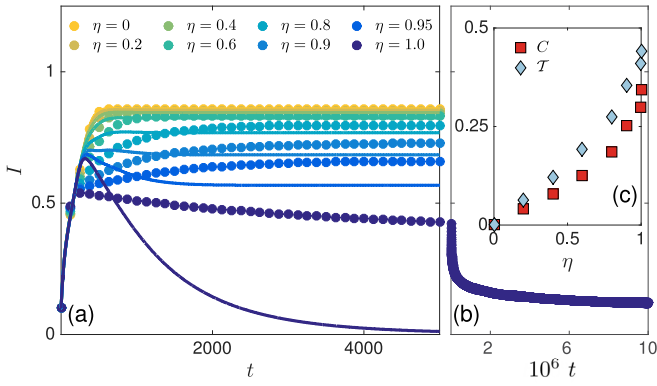 η = 0 η = 0.4 η = 0.8 η = 0.95
η = 0.2 η = 0.6 η = 0.9 η = 1.0
1
0.5
0
I
(a)
2000 4000
t
(b)
2 6 10
10⁶ t
0.5
0.25
0
C
𝒯
(c)
0 0.5 1
η